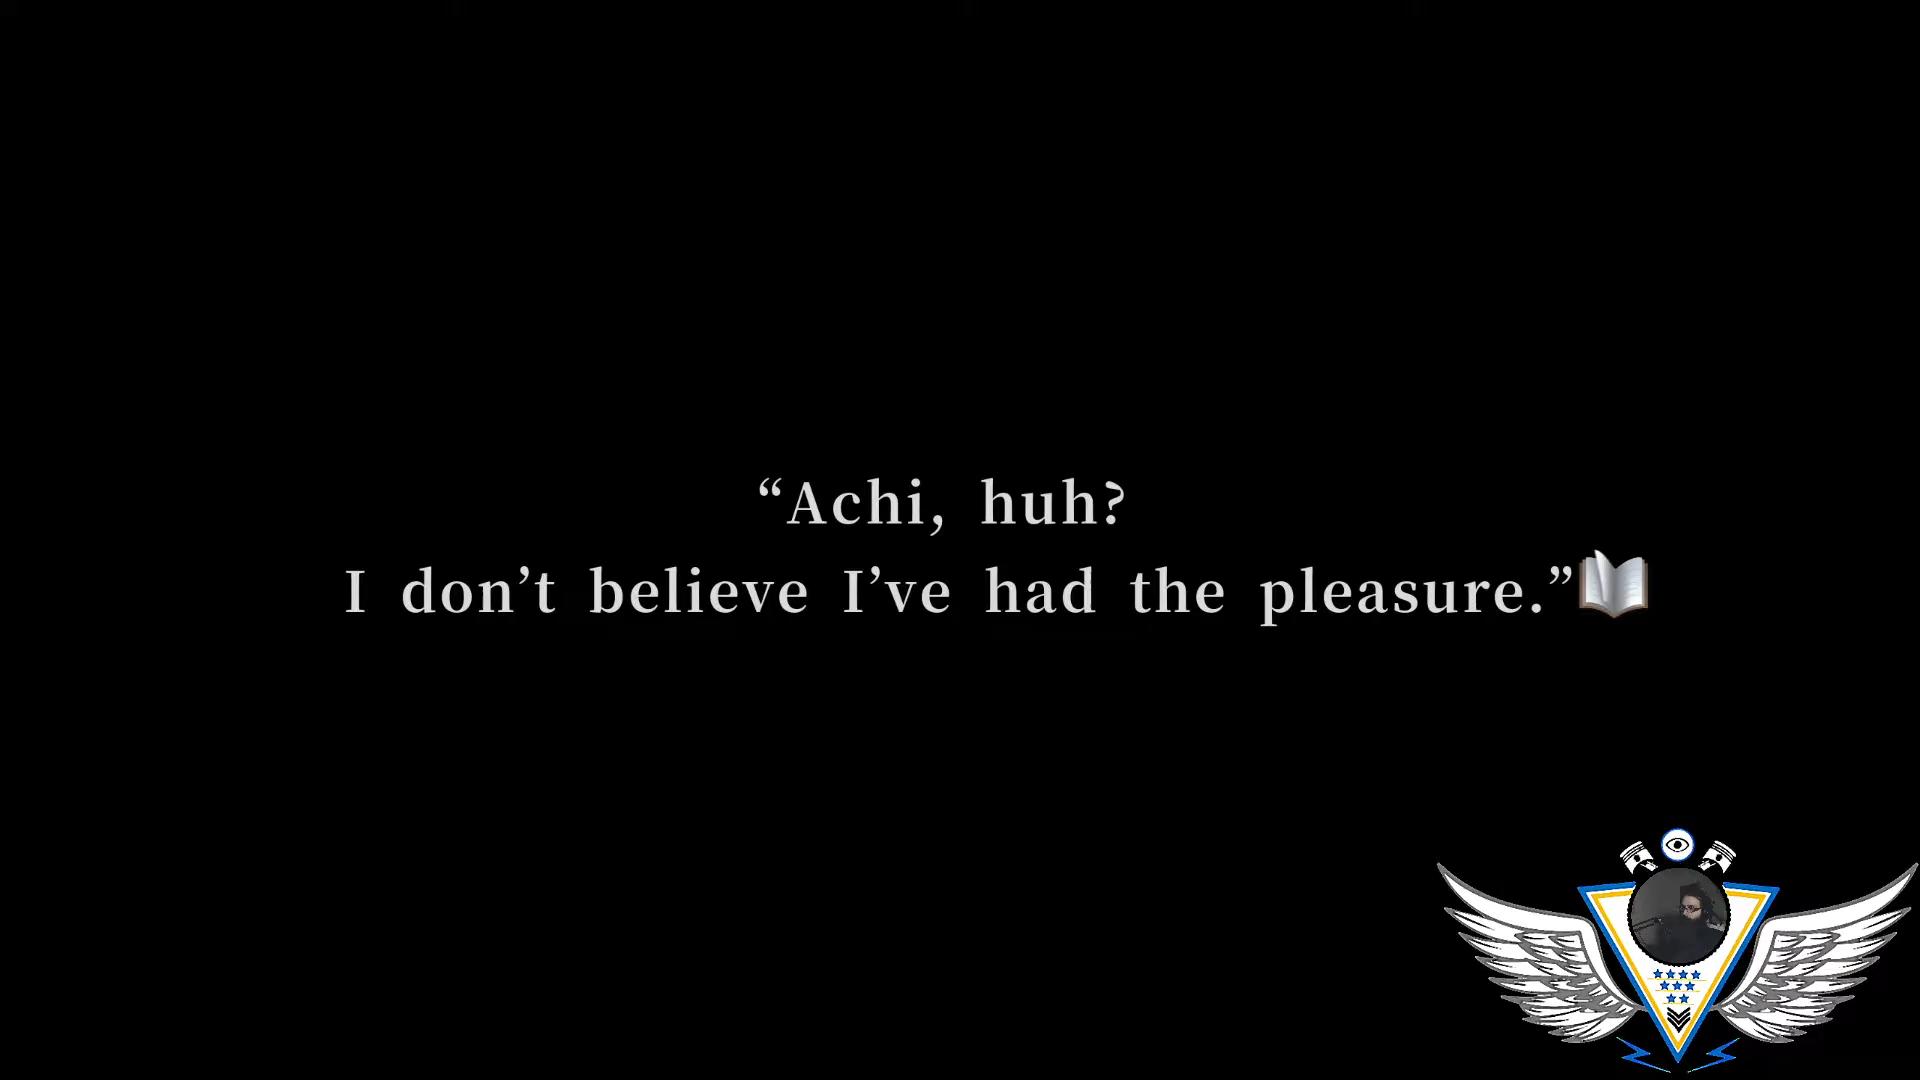 “Achi, huh?
I don’t believe I’ve had the pleasure.”